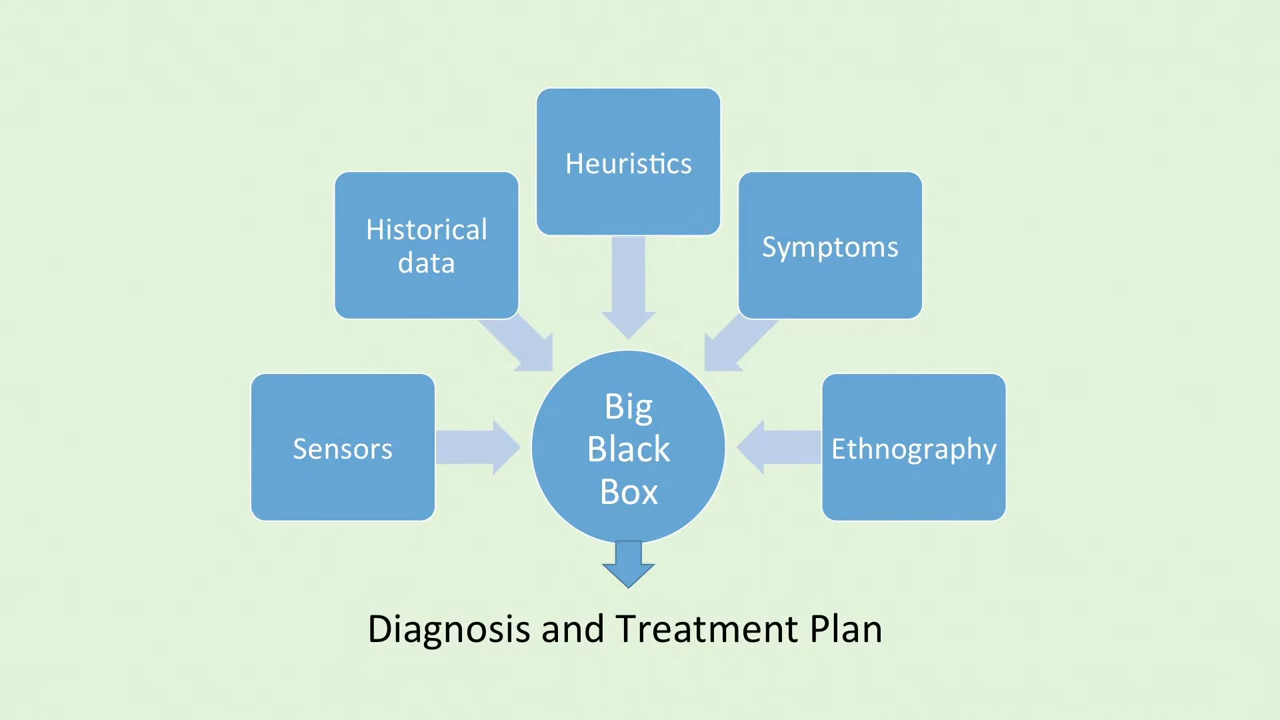 Heuristics
Historical
data
Symptoms
Sensors
Big
Black
Box
Ethnography
Diagnosis and Treatment Plan